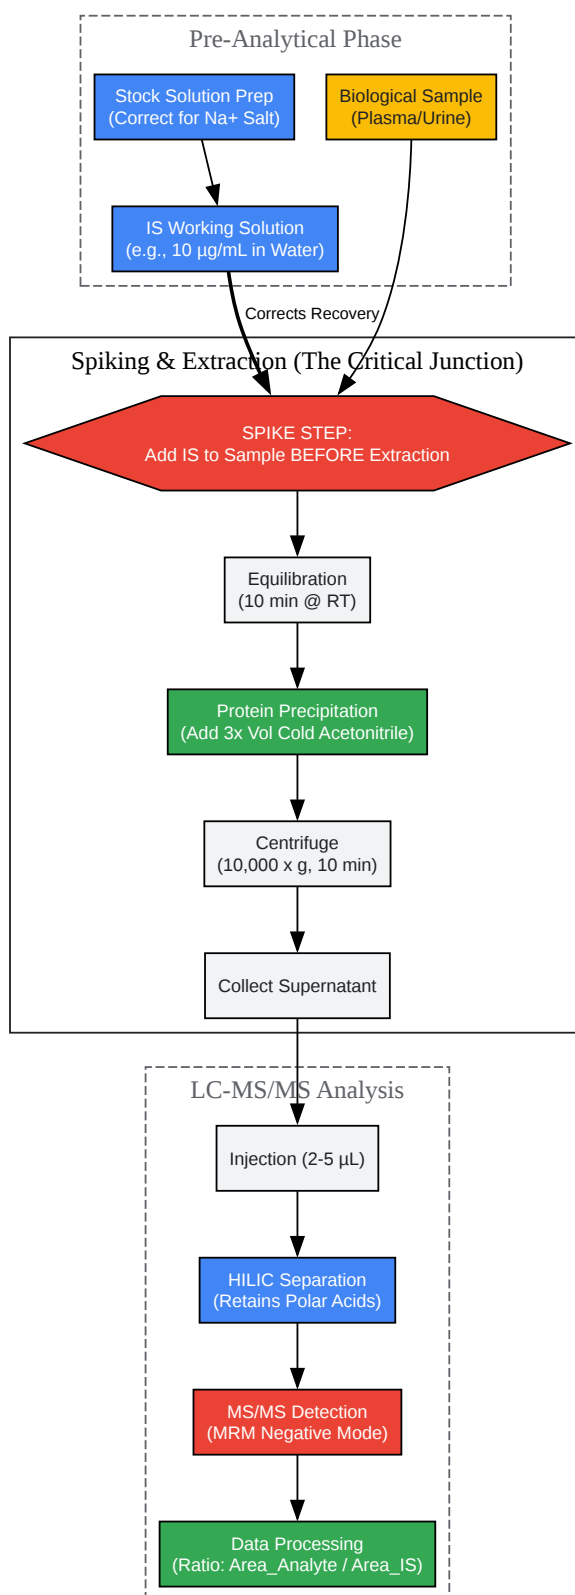 Pre-Analytical Phase
Stock Solution Prep
(Correct for Na+ Salt)
Biological Sample
(Plasma/Urine)
IS Working Solution
(e.g., 10 µg/mL in Water)
Corrects Recovery
Spiking & Extraction (The Critical Junction)
SPIKE STEP:
Add IS to Sample BEFORE Extraction
Equilibration
(10 min @ RT)
Protein Precipitation
(Add 3x Vol Cold Acetonitrile)
Centrifuge
(10,000 x g, 10 min)
Collect Supernatant
LC-MS/MS Analysis
Injection (2-5 µL)
HILIC Separation
(Retains Polar Acids)
MS/MS Detection
(MRM Negative Mode)
Data Processing
(Ratio: Area_Analyte / Area_IS)